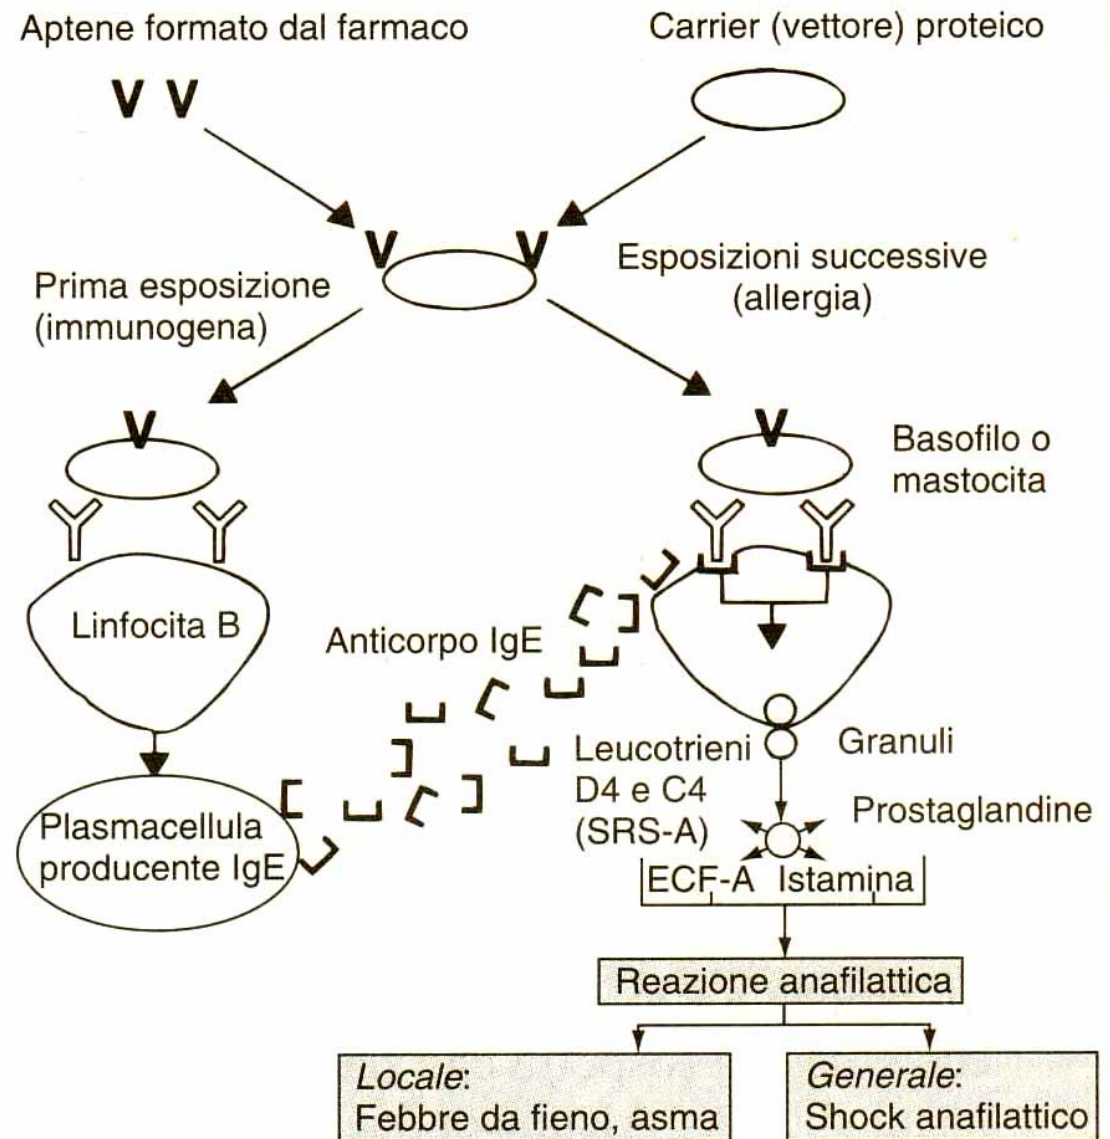 Aptene formato dal farmaco
Carrier (vettore) proteico
V V
V V
Prima esposizione
(immunogena)
Esposizioni successive
(allergia)
V
V
Basofilo o
mastocita
Linfocita B
Anticorpo IgE
Leucotrieni
D4 e C4
(SRS-A)
Granuli
Prostaglandine
Plasmacellula
producente IgE
ECF-A Istamina
Reazione anafilattica
Locale:
Febbre da fieno, asma
Generale:
Shock anafilattico